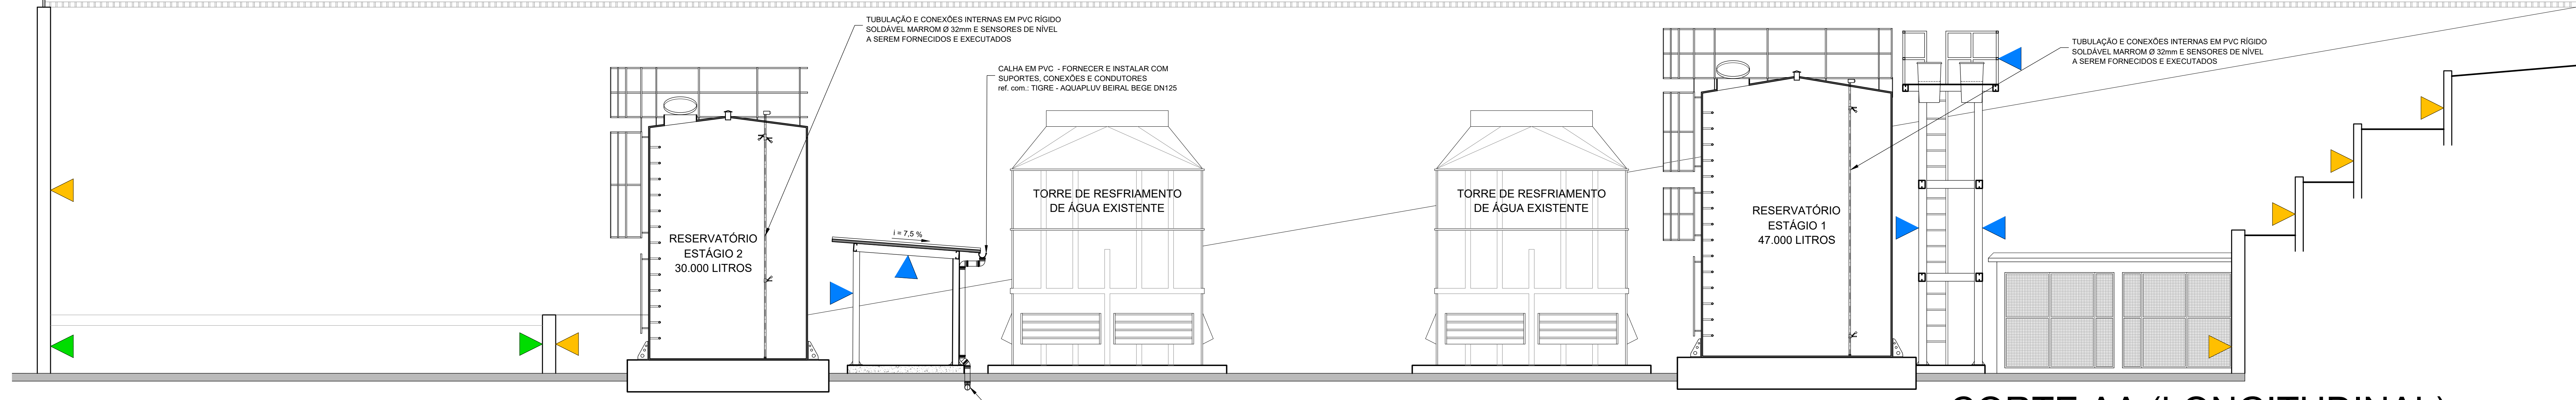 TUBULAÇÃO E CONEXÕES INTERNAS EM PVC RÍGIDO
SOLDÁVEL MARROM Ø 32mm E SENSORES DE NÍVEL
A SEREM FORNECIDOS E EXECUTADOS
CALHA EM PVC - FORNECER E INSTALAR COM
SUPORTES, CONEXÕES E CONDUTORES
ref. com.: TIGRE - AQUAPLUV BEIRAL BEGE DN125
TUBULAÇÃO E CONEXÕES INTERNAS EM PVC RÍGIDO
SOLDÁVEL MARROM Ø 32mm E SENSORES DE NÍVEL
A SEREM FORNECIDOS E EXECUTADOS
RESERVATÓRIO
ESTÁGIO 2
30.000 LITROS
i = 7,5 %
TORRE DE RESFRIAMENTO
DE ÁGUA EXISTENTE
TORRE DE RESFRIAMENTO
DE ÁGUA EXISTENTE
RESERVATÓRIO
ESTÁGIO 1
47.000 LITROS
CORTE AA (LONGITUDINAL)